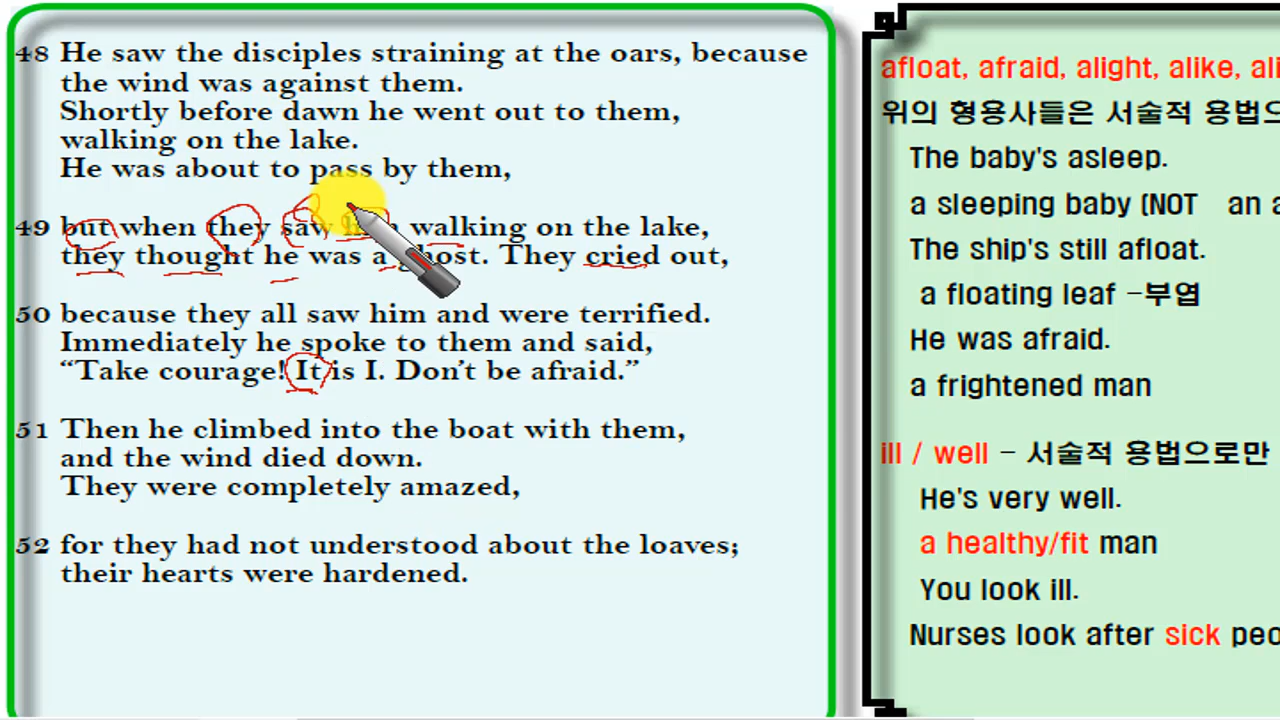 48 He saw the disciples straining at the oars, because
the wind was against them.
Shortly before dawn he went out to them,
walking on the lake.
He was about to pass by them,
49 but when they saw him walking on the lake,
they thought he was a ghost. They cried out,
50 because they all saw him and were terrified.
Immediately he spoke to them and said,
“Take courage! It is I. Don’t be afraid.”
51 Then he climbed into the boat with them,
and the wind died down.
They were completely amazed,
52 for they had not understood about the loaves;
their hearts were hardened.
afloat, afraid, alight, alike, ali
위의 형용사들은 서술적 용법으
The baby's asleep.
a sleeping baby (NOT an a
The ship's still afloat.
a floating leaf -부엽
He was afraid.
a frightened man
ill / well - 서술적 용법으로만
He's very well.
a healthy/fit man
You look ill.
Nurses look after sick peo